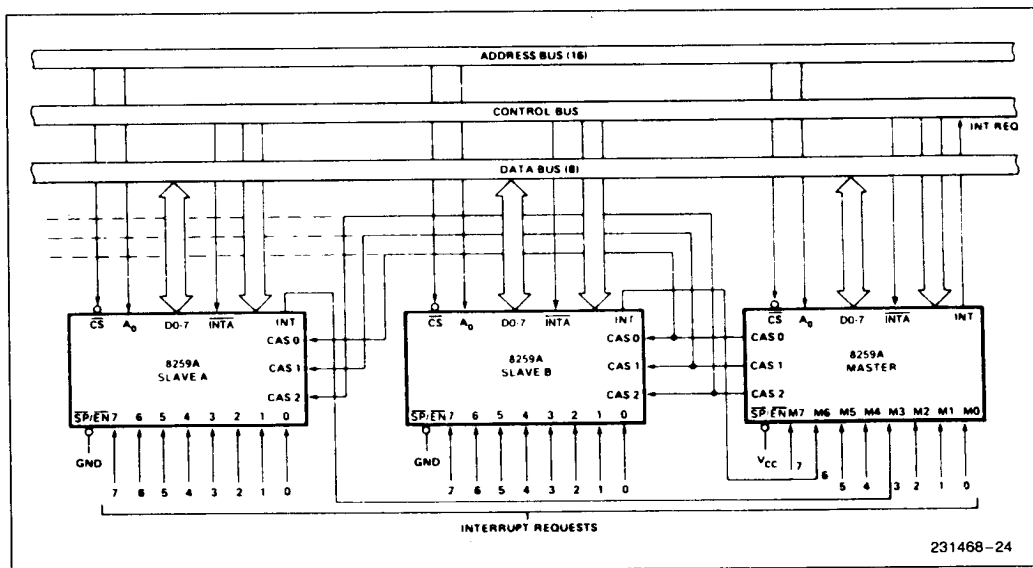 ADDRESS BUS (16)
CONTROL BUS
INT REQ
DATA BUS (8)
CS A0 D0-7 INTA INT
CAS 0
8259A
SLAVE A
CAS 1
CAS 2
SP/EN 7 6 5 4 3 2 1 0
GND
7 6 5 4 3 2 1 0
CS A0 D0-7 INTA INT
CAS 0
8259A
SLAVE B
CAS 1
CAS 2
SP/EN 7 6 5 4 3 2 1 0
GND
7 6 5 4 3 2 1 0
CS A0 D0-7 INTA INT
CAS 0
8259A
MASTER
CAS 1
CAS 2
SP/EN M7 M6 M5 M4 M3 M2 M1 M0
VCC
7 6 5 4 3 2 1 0
INTERRUPT REQUESTS
231468-24